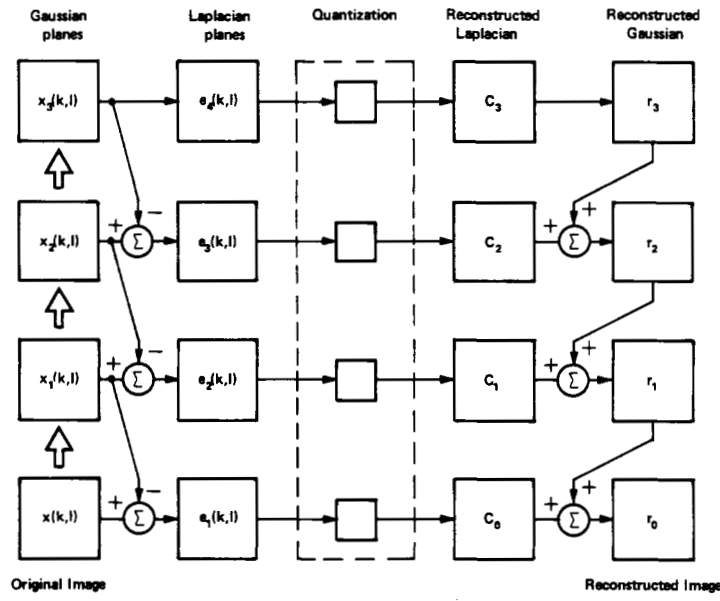 Gaussian planes
Laplacian planes
Quantization
Reconstructed Laplacian
Reconstructed Gaussian
x₃(k,l)
e₄(k,l)
C₃
r₃
+
−
Σ
x₂(k,l)
e₃(k,l)
C₂
+
+
Σ
r₂
+
−
Σ
x₁(k,l)
e₂(k,l)
C₁
+
+
Σ
r₁
+
−
Σ
x(k,l)
e₁(k,l)
C₀
+
+
Σ
r₀
Original Image
Reconstructed Image